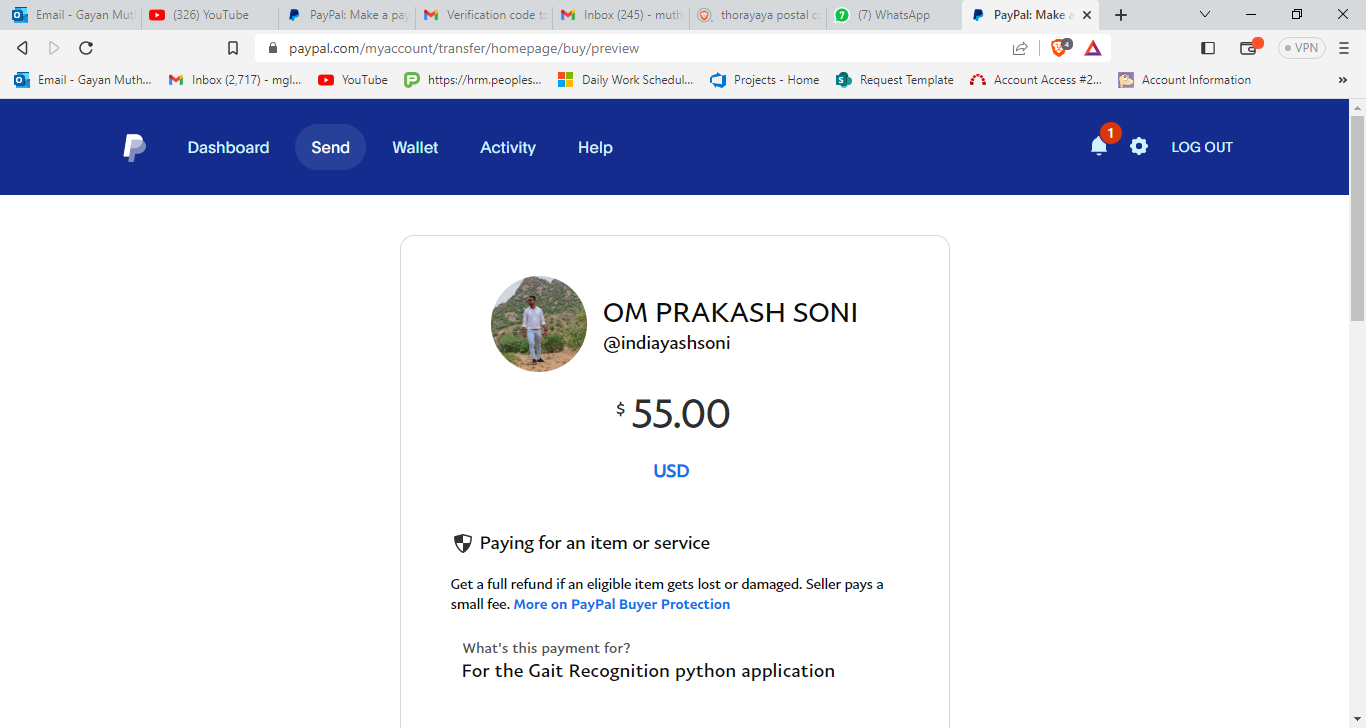 Email - Gayan Mut
(326) YouTube
PayPal: Make a pay
Verification code to
Inbox (245) - muth
thorayaya postal co
7
(7) WhatsApp
PayPal: Make a
paypal.com/myaccount/transfer/homepage/buy/preview
4
VPN
Email - Gayan Muth...
Inbox (2,717) - mgl...
YouTube
https://hrm.peoples...
Daily Work Schedul...
Projects - Home
Request Template
Account Access #2...
Account Information
Dashboard
Send
Wallet
Activity
Help
1
LOG OUT
OM PRAKASH SONI
@indiayashsoni
$ 55.00
USD
Paying for an item or service
Get a full refund if an eligible item gets lost or damaged. Seller pays a
small fee. More on PayPal Buyer Protection
What's this payment for?
For the Gait Recognition python application